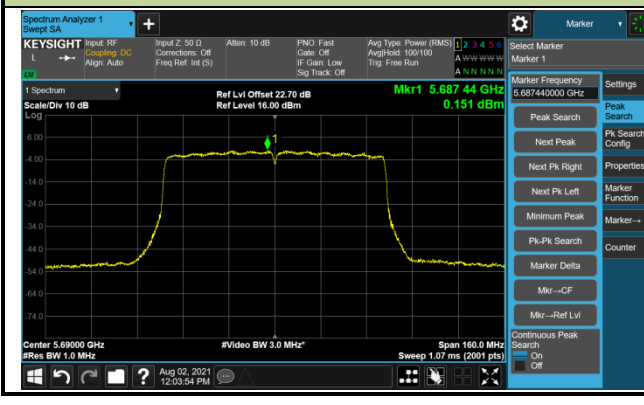 Spectrum Analyzer 1
Swept SA
+
Marker
KEYSIGHT Input: RF Input Z: 50 Ω Atten: 10 dB PNO: Fast Avg Type: Power (RMS) 1 2 3 4 5 6
L Coupling: DC Corrections: Off Gate: Off Avg|Hold: 100/100 A W W W W W
Align: Auto Freq Ref: Int (S) IF Gain: Low Trig: Free Run
Sig Track: Off A N N N N N
Select Marker
Marker 1
1 Spectrum Ref Lvl Offset 22.70 dB Mkr1 5.687 44 GHz
Scale/Div 10 dB Ref Level 16.00 dBm 0.151 dBm
Log
6.00
-4.00
-14.0
-24.0
-34.0
-44.0
-54.0
-64.0
-74.0
1
Center 5.69000 GHz #Video BW 3.0 MHz* Span 160.0 MHz
#Res BW 1.0 MHz Sweep 1.07 ms (2001 pts)
Marker Frequency
5.687440000 GHz
Peak Search
Next Peak
Next Pk Right
Next Pk Left
Minimum Peak
Pk-Pk Search
Marker Delta
Mkr→CF
Mkr→Ref Lvl
Continuous Peak
Search
On
Off
Settings
Peak
Search
Pk Search
Config
Properties
Marker
Function
Marker→
Counter
? Aug 02, 2021
12:03:54 PM